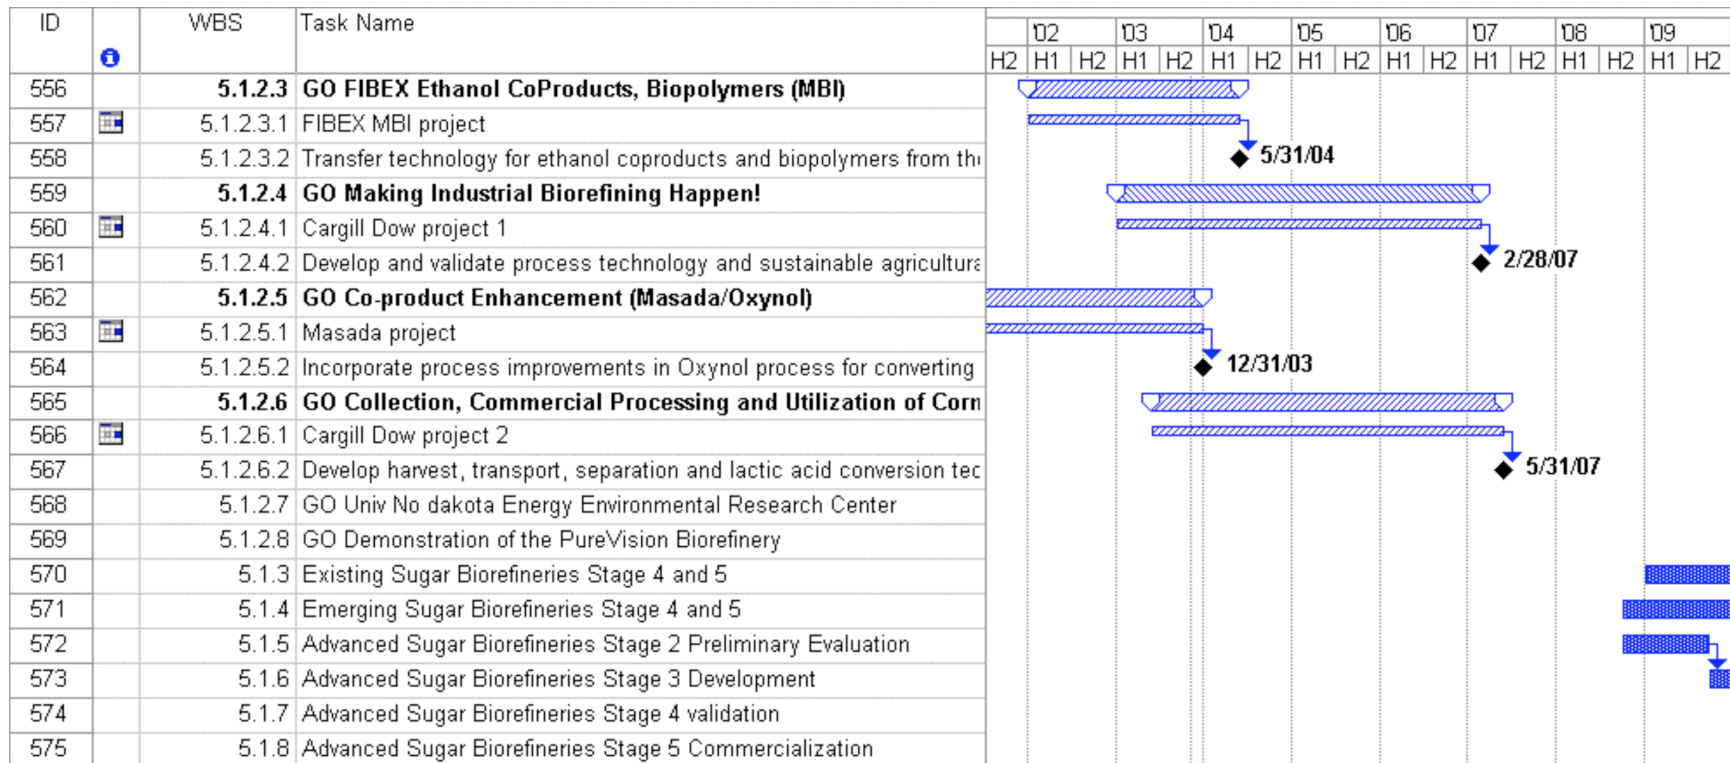 ID WBS Task Name
'02 '03 '04 '05 '06 '07 '08 '09
H2 H1 H2 H1 H2 H1 H2 H1 H2 H1 H2 H1 H2 H1 H2 H1 H2
556 5.1.2.3 GO FIBEX Ethanol CoProducts, Biopolymers (MBI)
557 5.1.2.3.1 FIBEX MBI project
558 5.1.2.3.2 Transfer technology for ethanol coproducts and biopolymers from 5/31/04
559 5.1.2.4 GO Making Industrial Biorefining Happen!
560 5.1.2.4.1 Cargill Dow project 1
561 5.1.2.4.2 Develop and validate process technology and sustainable agricultura 2/28/07
562 5.1.2.5 GO Co-product Enhancement (Masada/Oxynol)
563 5.1.2.5.1 Masada project
564 5.1.2.5.2 Incorporate process improvements in Oxynol process for converting 12/31/03
565 5.1.2.6 GO Collection, Commercial Processing and Utilization of Corn
566 5.1.2.6.1 Cargill Dow project 2
567 5.1.2.6.2 Develop harvest, transport, separation and lactic acid conversion tec 5/31/07
568 5.1.2.7 GO Univ No dakota Energy Environmental Research Center
569 5.1.2.8 GO Demonstration of the PureVision Biorefinery
570 5.1.3 Existing Sugar Biorefineries Stage 4 and 5
571 5.1.4 Emerging Sugar Biorefineries Stage 4 and 5
572 5.1.5 Advanced Sugar Biorefineries Stage 2 Preliminary Evaluation
573 5.1.6 Advanced Sugar Biorefineries Stage 3 Development
574 5.1.7 Advanced Sugar Biorefineries Stage 4 validation
575 5.1.8 Advanced Sugar Biorefineries Stage 5 Commercialization